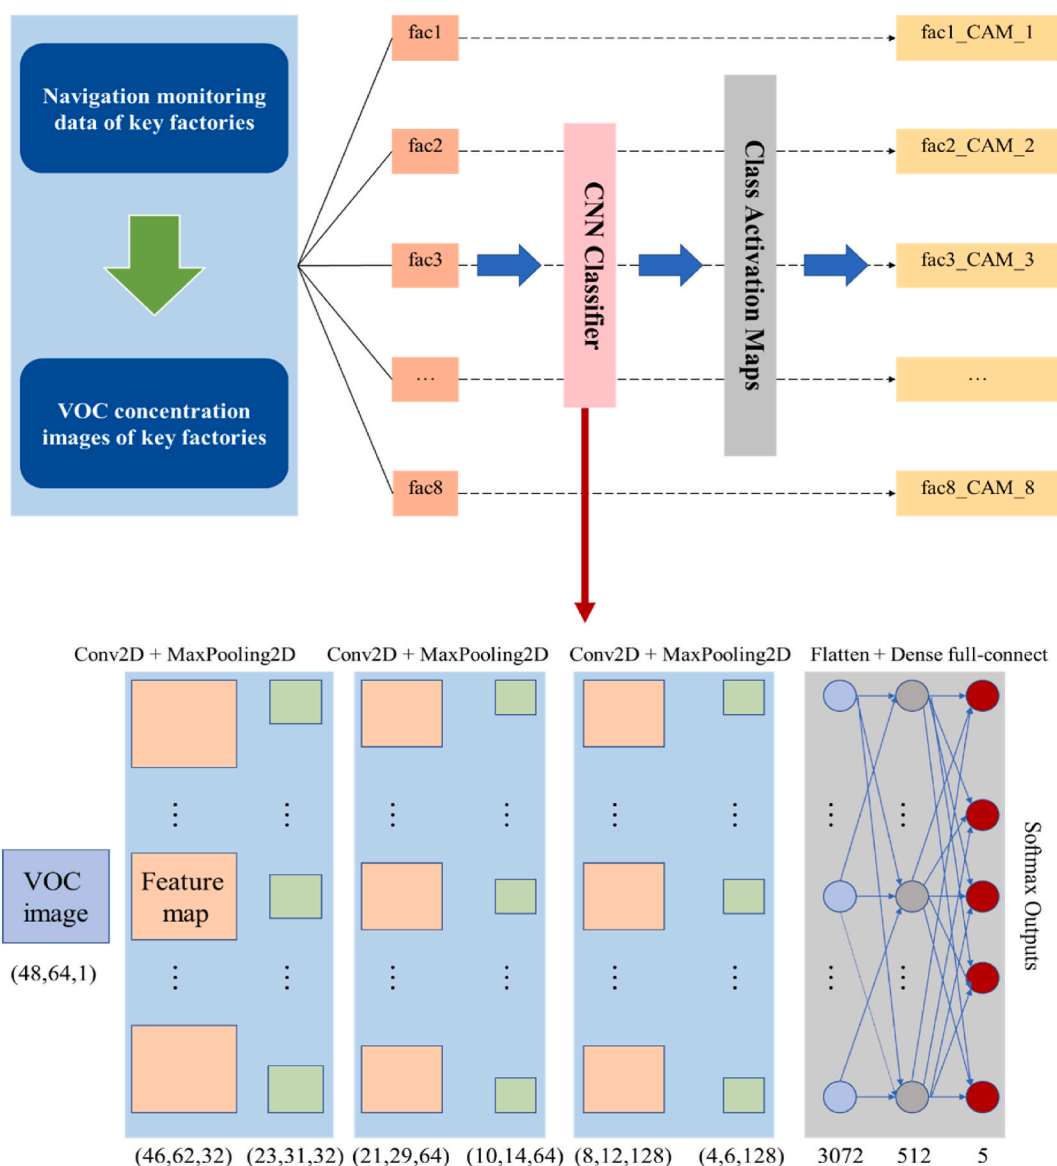 Navigation monitoring
data of key factories
VOC concentration
images of key factories
fac1
fac2
fac3
...
fac8
CNN Classifier
Class Activation Maps
fac1_CAM_1
fac2_CAM_2
fac3_CAM_3
...
fac8_CAM_8
Conv2D + MaxPooling2D
Conv2D + MaxPooling2D
Conv2D + MaxPooling2D
Flatten + Dense full-connect
VOC
image
(48,64,1)
Feature
map
Softmax Outputs
(46,62,32)
(23,31,32)
(21,29,64)
(10,14,64)
(8,12,128)
(4,6,128)
3072
512
5